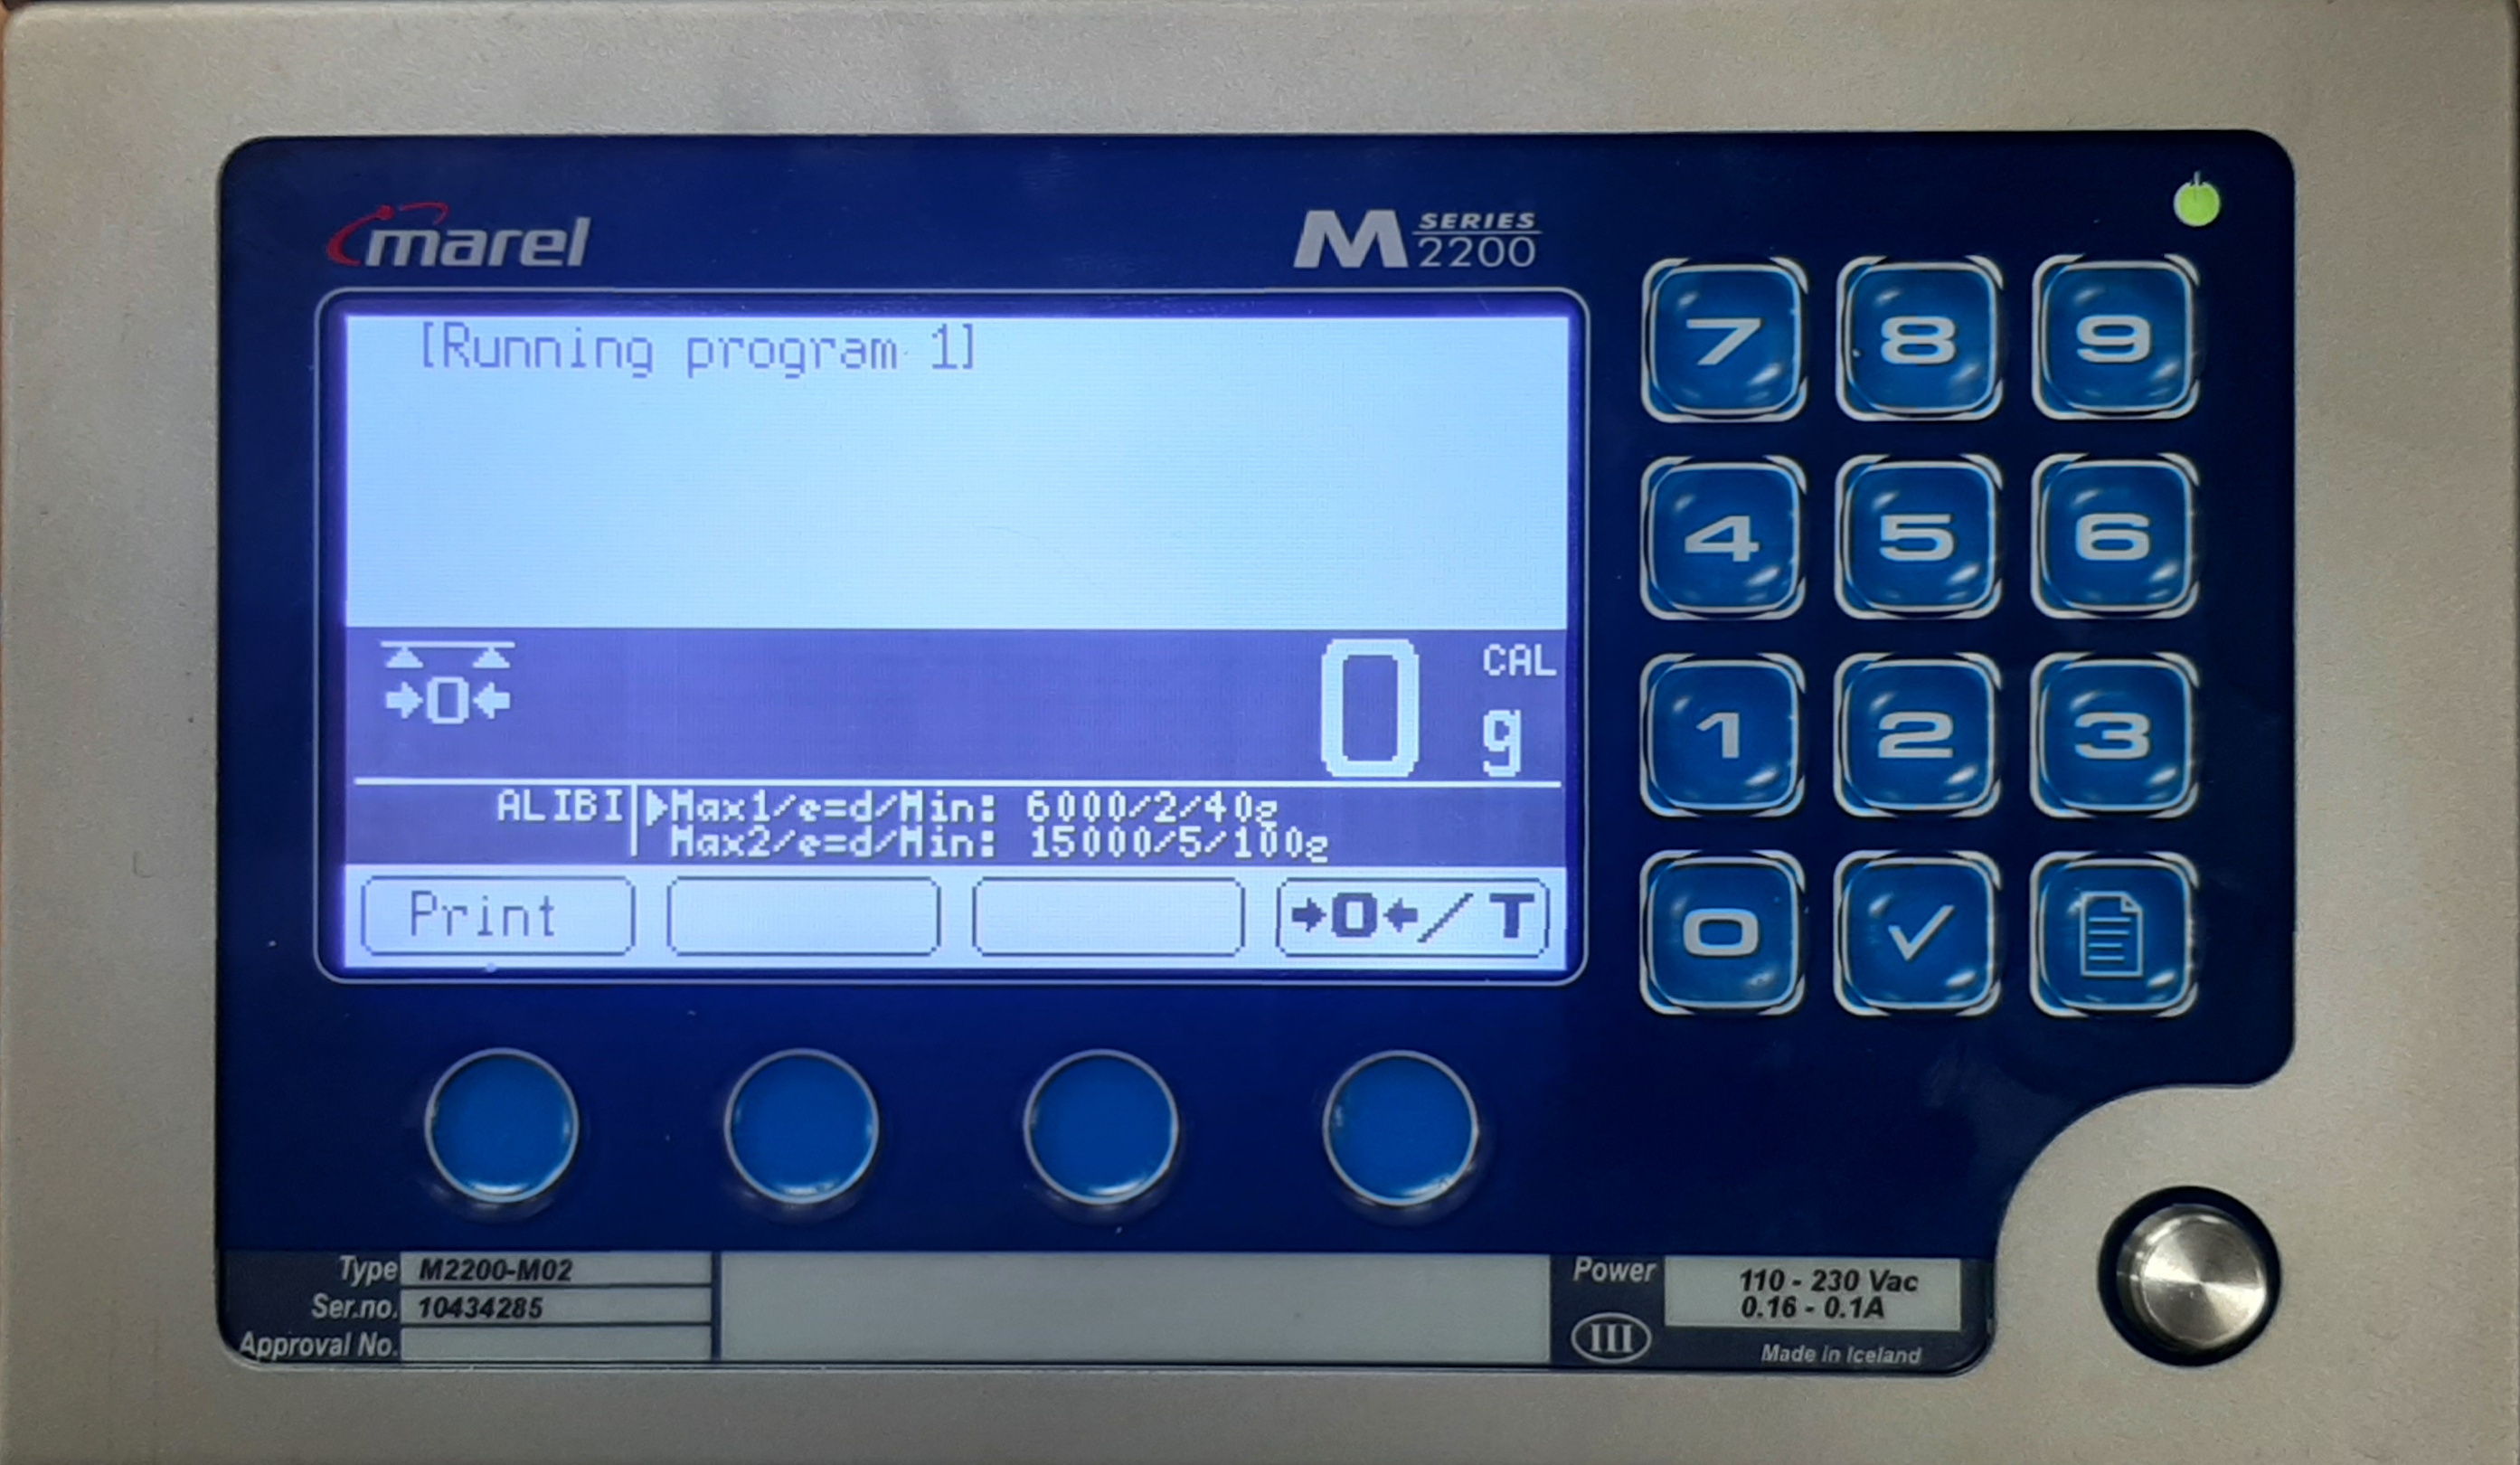 marel
M SERIES 2200
[Running program 1]
→0←
0
CAL
g
ALIBI
Max1/e=d/Min: 6000/2/40g
Max2/e=d/Min: 15000/5/100g
Print
→0←/ T
7 8 9
4 5 6
1 2 3
0
Type M2200-M02
Ser.no. 10434285
Approval No.
Power
110 - 230 Vac
0.16 - 0.1A
III
Made in Iceland